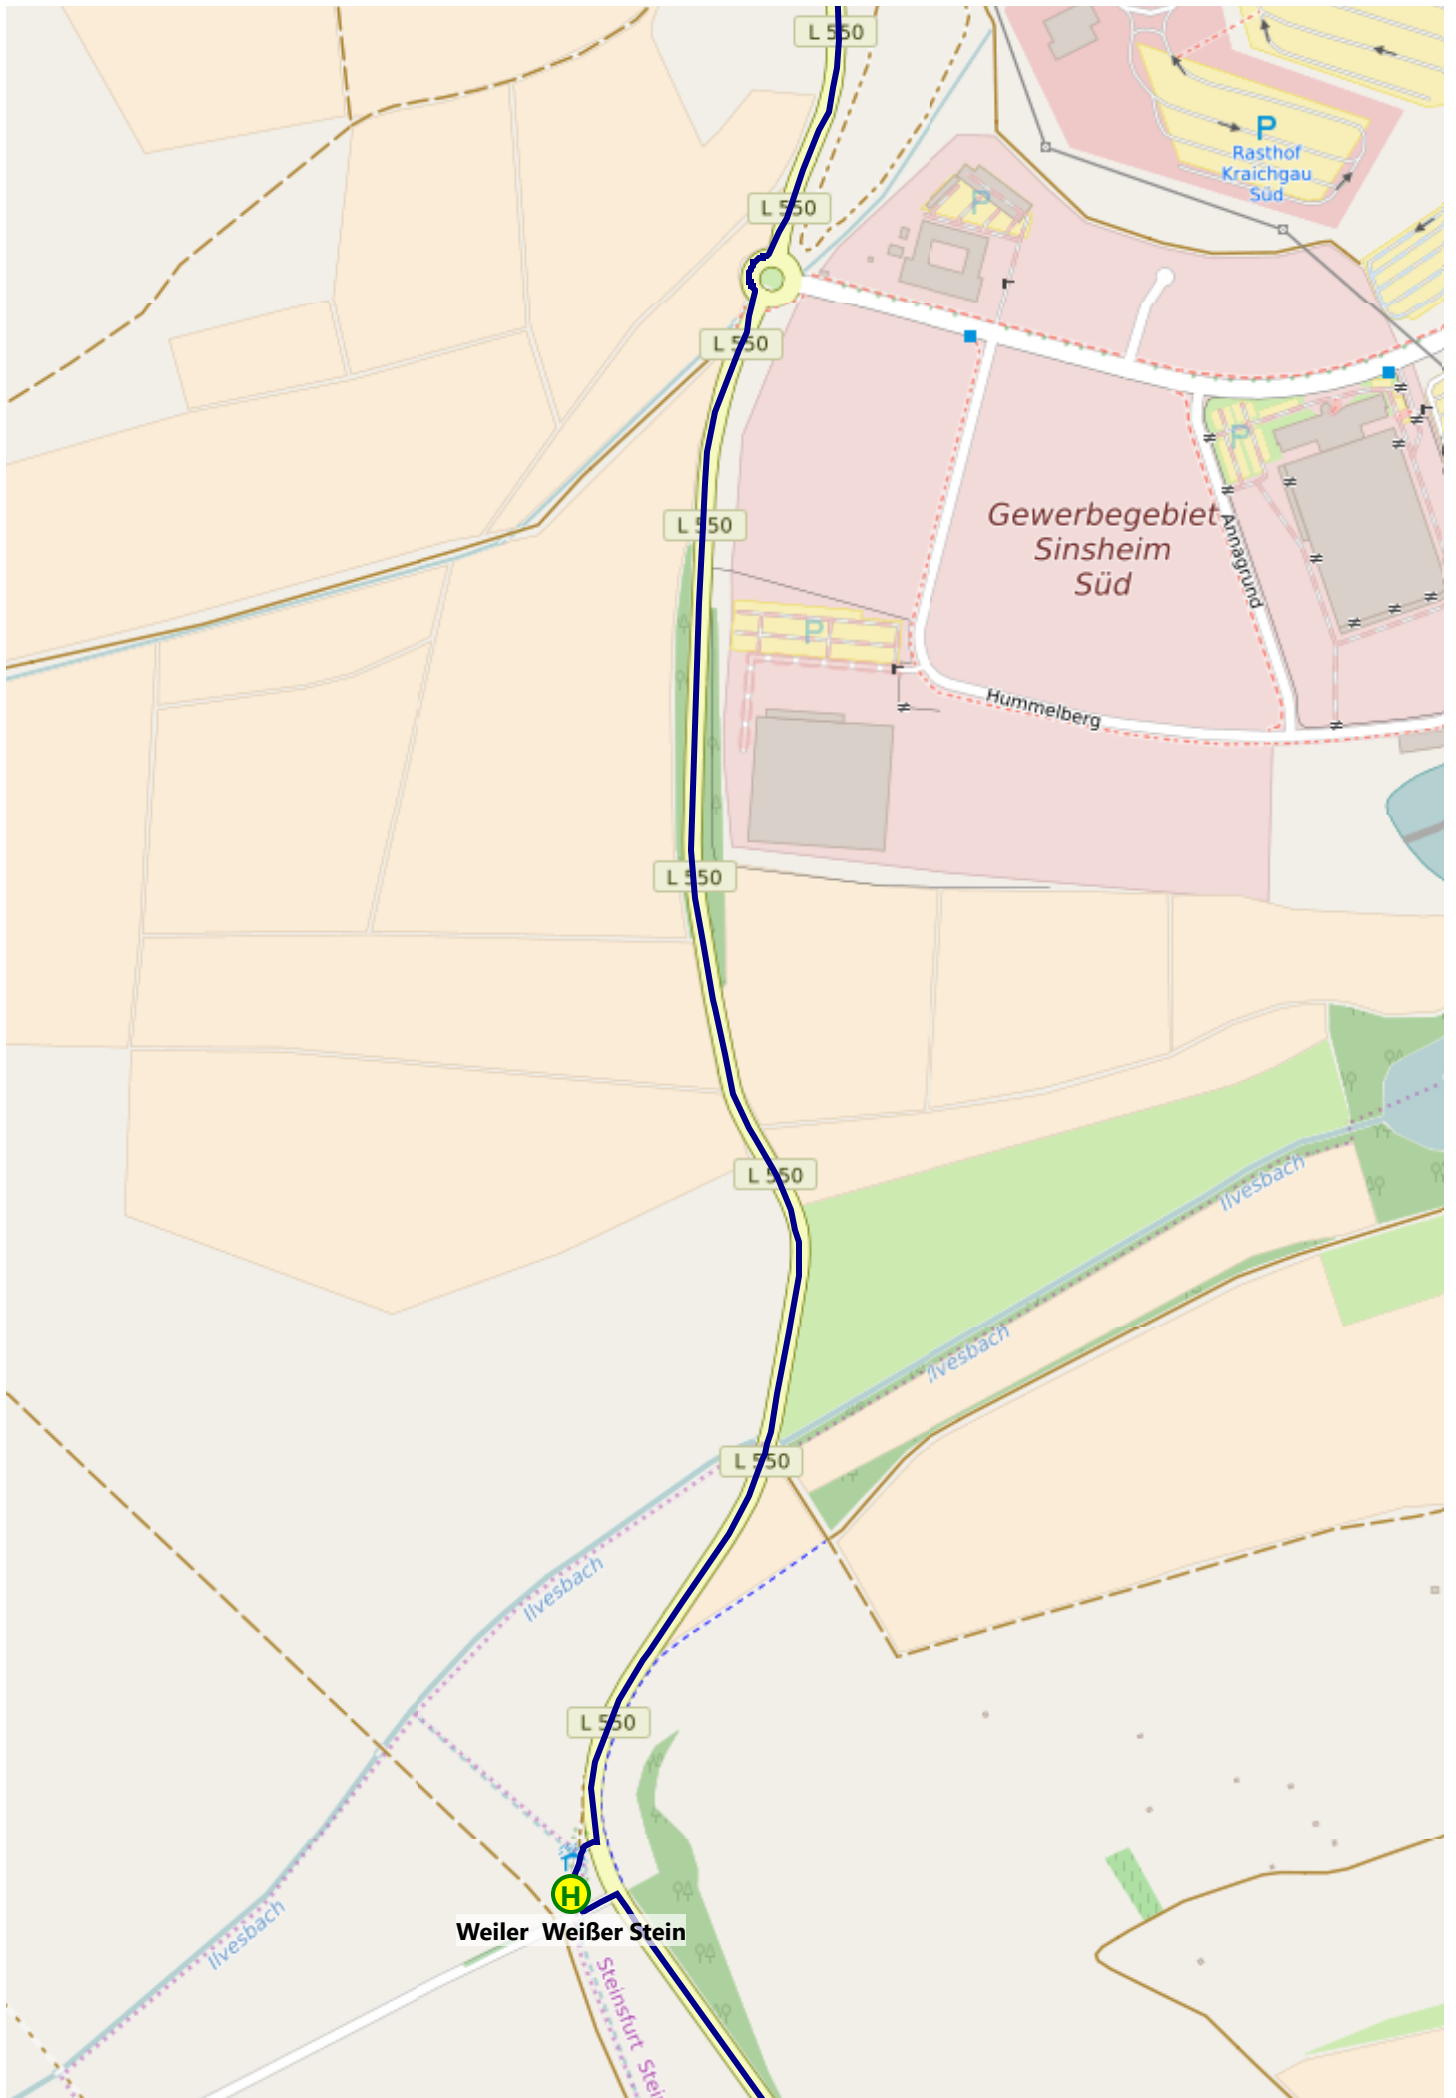 L 550
P
Rasthof
Kraichgau
Süd
P
L 550
L 550
P
L 550
Gewerbegebiet
Sinsheim
Süd
Annagrund
P
Hummelberg
L 550
L 550
Ilvesbach
Ilvesbach
L 550
Ilvesbach
L 550
H
Weiler Weißer Stein
Ilvesbach
Steinsfurt